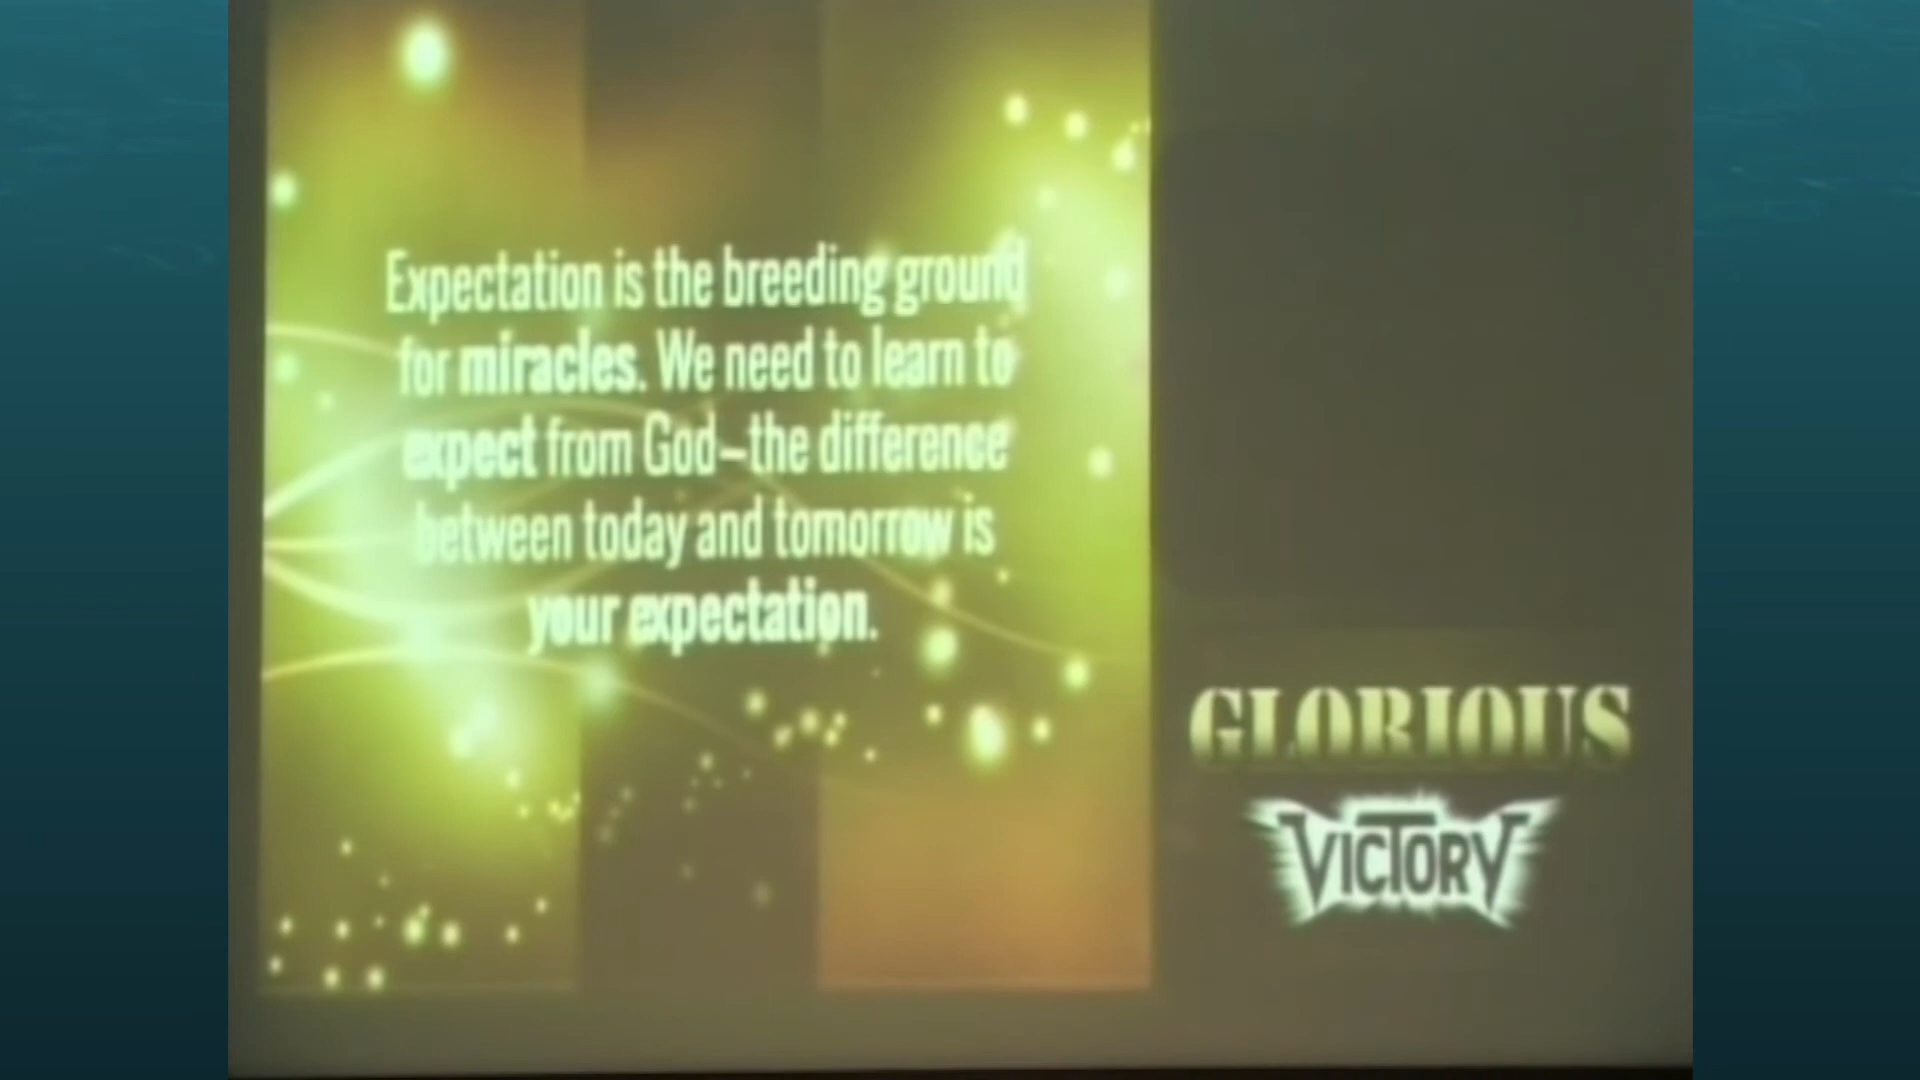 Expectation is the breeding ground
for miracles. We need to learn to
expect from God–the difference
between today and tomorrow is
your expectation.
GLORIOUS
VICTORY